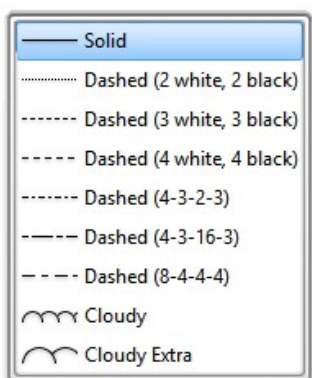 Solid
Dashed (2 white, 2 black)
Dashed (3 white, 3 black)
Dashed (4 white, 4 black)
Dashed (4-3-2-3)
Dashed (4-3-16-3)
Dashed (8-4-4-4)
Cloudy
Cloudy Extra